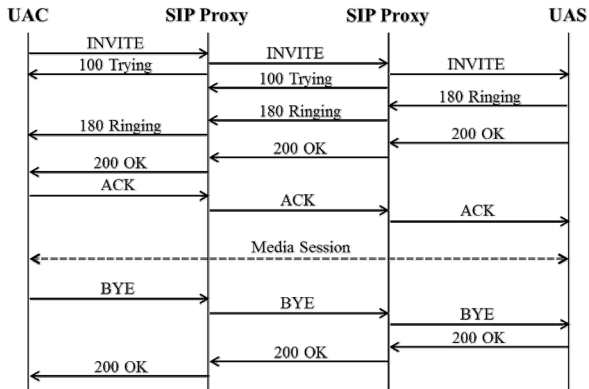 UAC SIP Proxy SIP Proxy UAS
INVITE
INVITE
INVITE
100 Trying
100 Trying
180 Ringing
180 Ringing
180 Ringing
200 OK
200 OK
200 OK
ACK
ACK
ACK
Media Session
BYE
BYE
BYE
200 OK
200 OK
200 OK